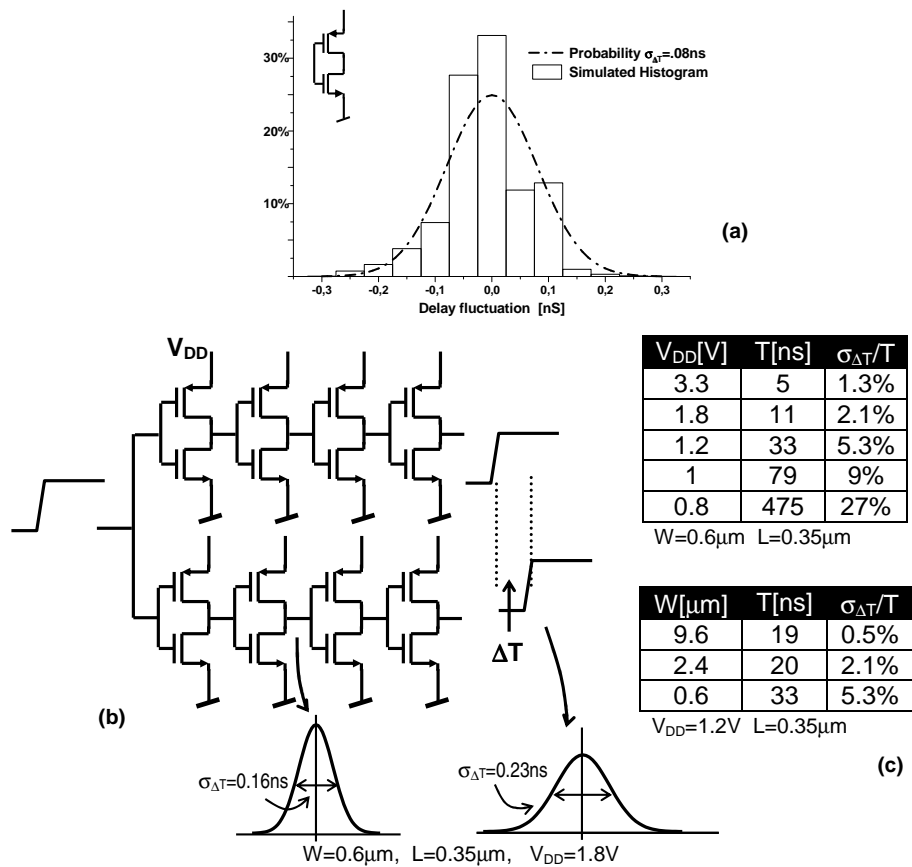 30%
20%
10%
Probability σΔT=.08ns
Simulated Histogram
(a)
-0,3 -0,2 -0,1 0,0 0,1 0,2 0,3
Delay fluctuation [nS]
VDD
ΔT
(b)
σΔT=0.16ns
σΔT=0.23ns
W=0.6μm, L=0.35μm, VDD=1.8V
VDD[V] T[ns] σΔT/T
3.3 5 1.3%
1.8 11 2.1%
1.2 33 5.3%
1 79 9%
0.8 475 27%
W=0.6μm L=0.35μm
W[μm] T[ns] σΔT/T
9.6 19 0.5%
2.4 20 2.1%
0.6 33 5.3%
VDD=1.2V L=0.35μm
(c)